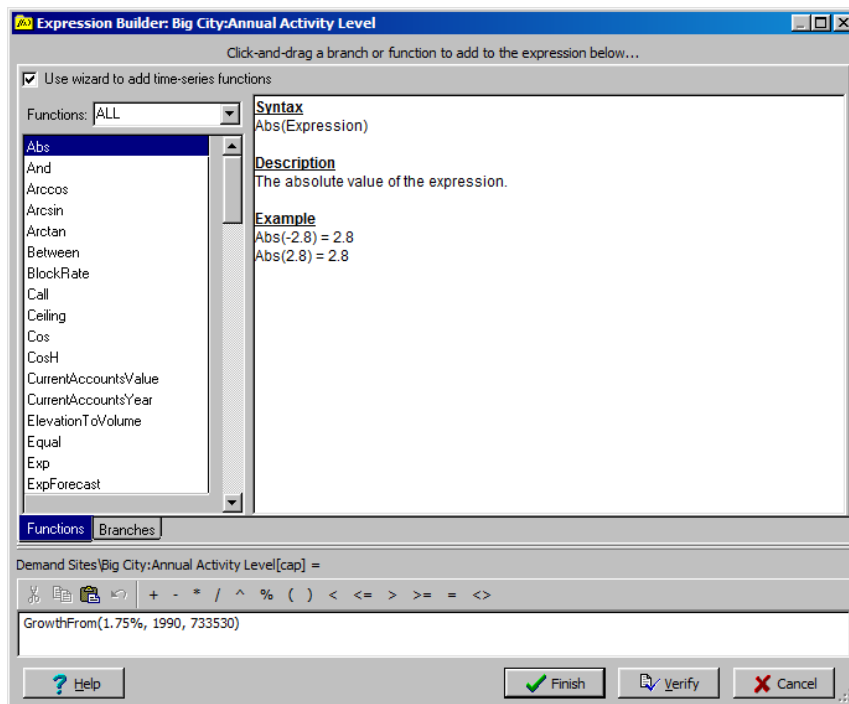 Expression Builder: Big City:Annual Activity Level
Click-and-drag a branch or function to add to the expression below...
Use wizard to add time-series functions
Functions: ALL
Abs
And
Arccos
Arcsin
Arctan
Between
BlockRate
Call
Ceiling
Cos
CosH
CurrentAccountsValue
CurrentAccountsYear
ElevationToVolume
Equal
Exp
ExpForecast
Syntax
Abs(Expression)
Description
The absolute value of the expression.
Example
Abs(-2.8) = 2.8
Abs(2.8) = 2.8
Functions Branches
Demand Sites\Big City:Annual Activity Level[cap] =
+ - * / ^ % ( ) < <= > >= = <>
GrowthFrom(1.75%, 1990, 733530)
? Help Finish Verify Cancel